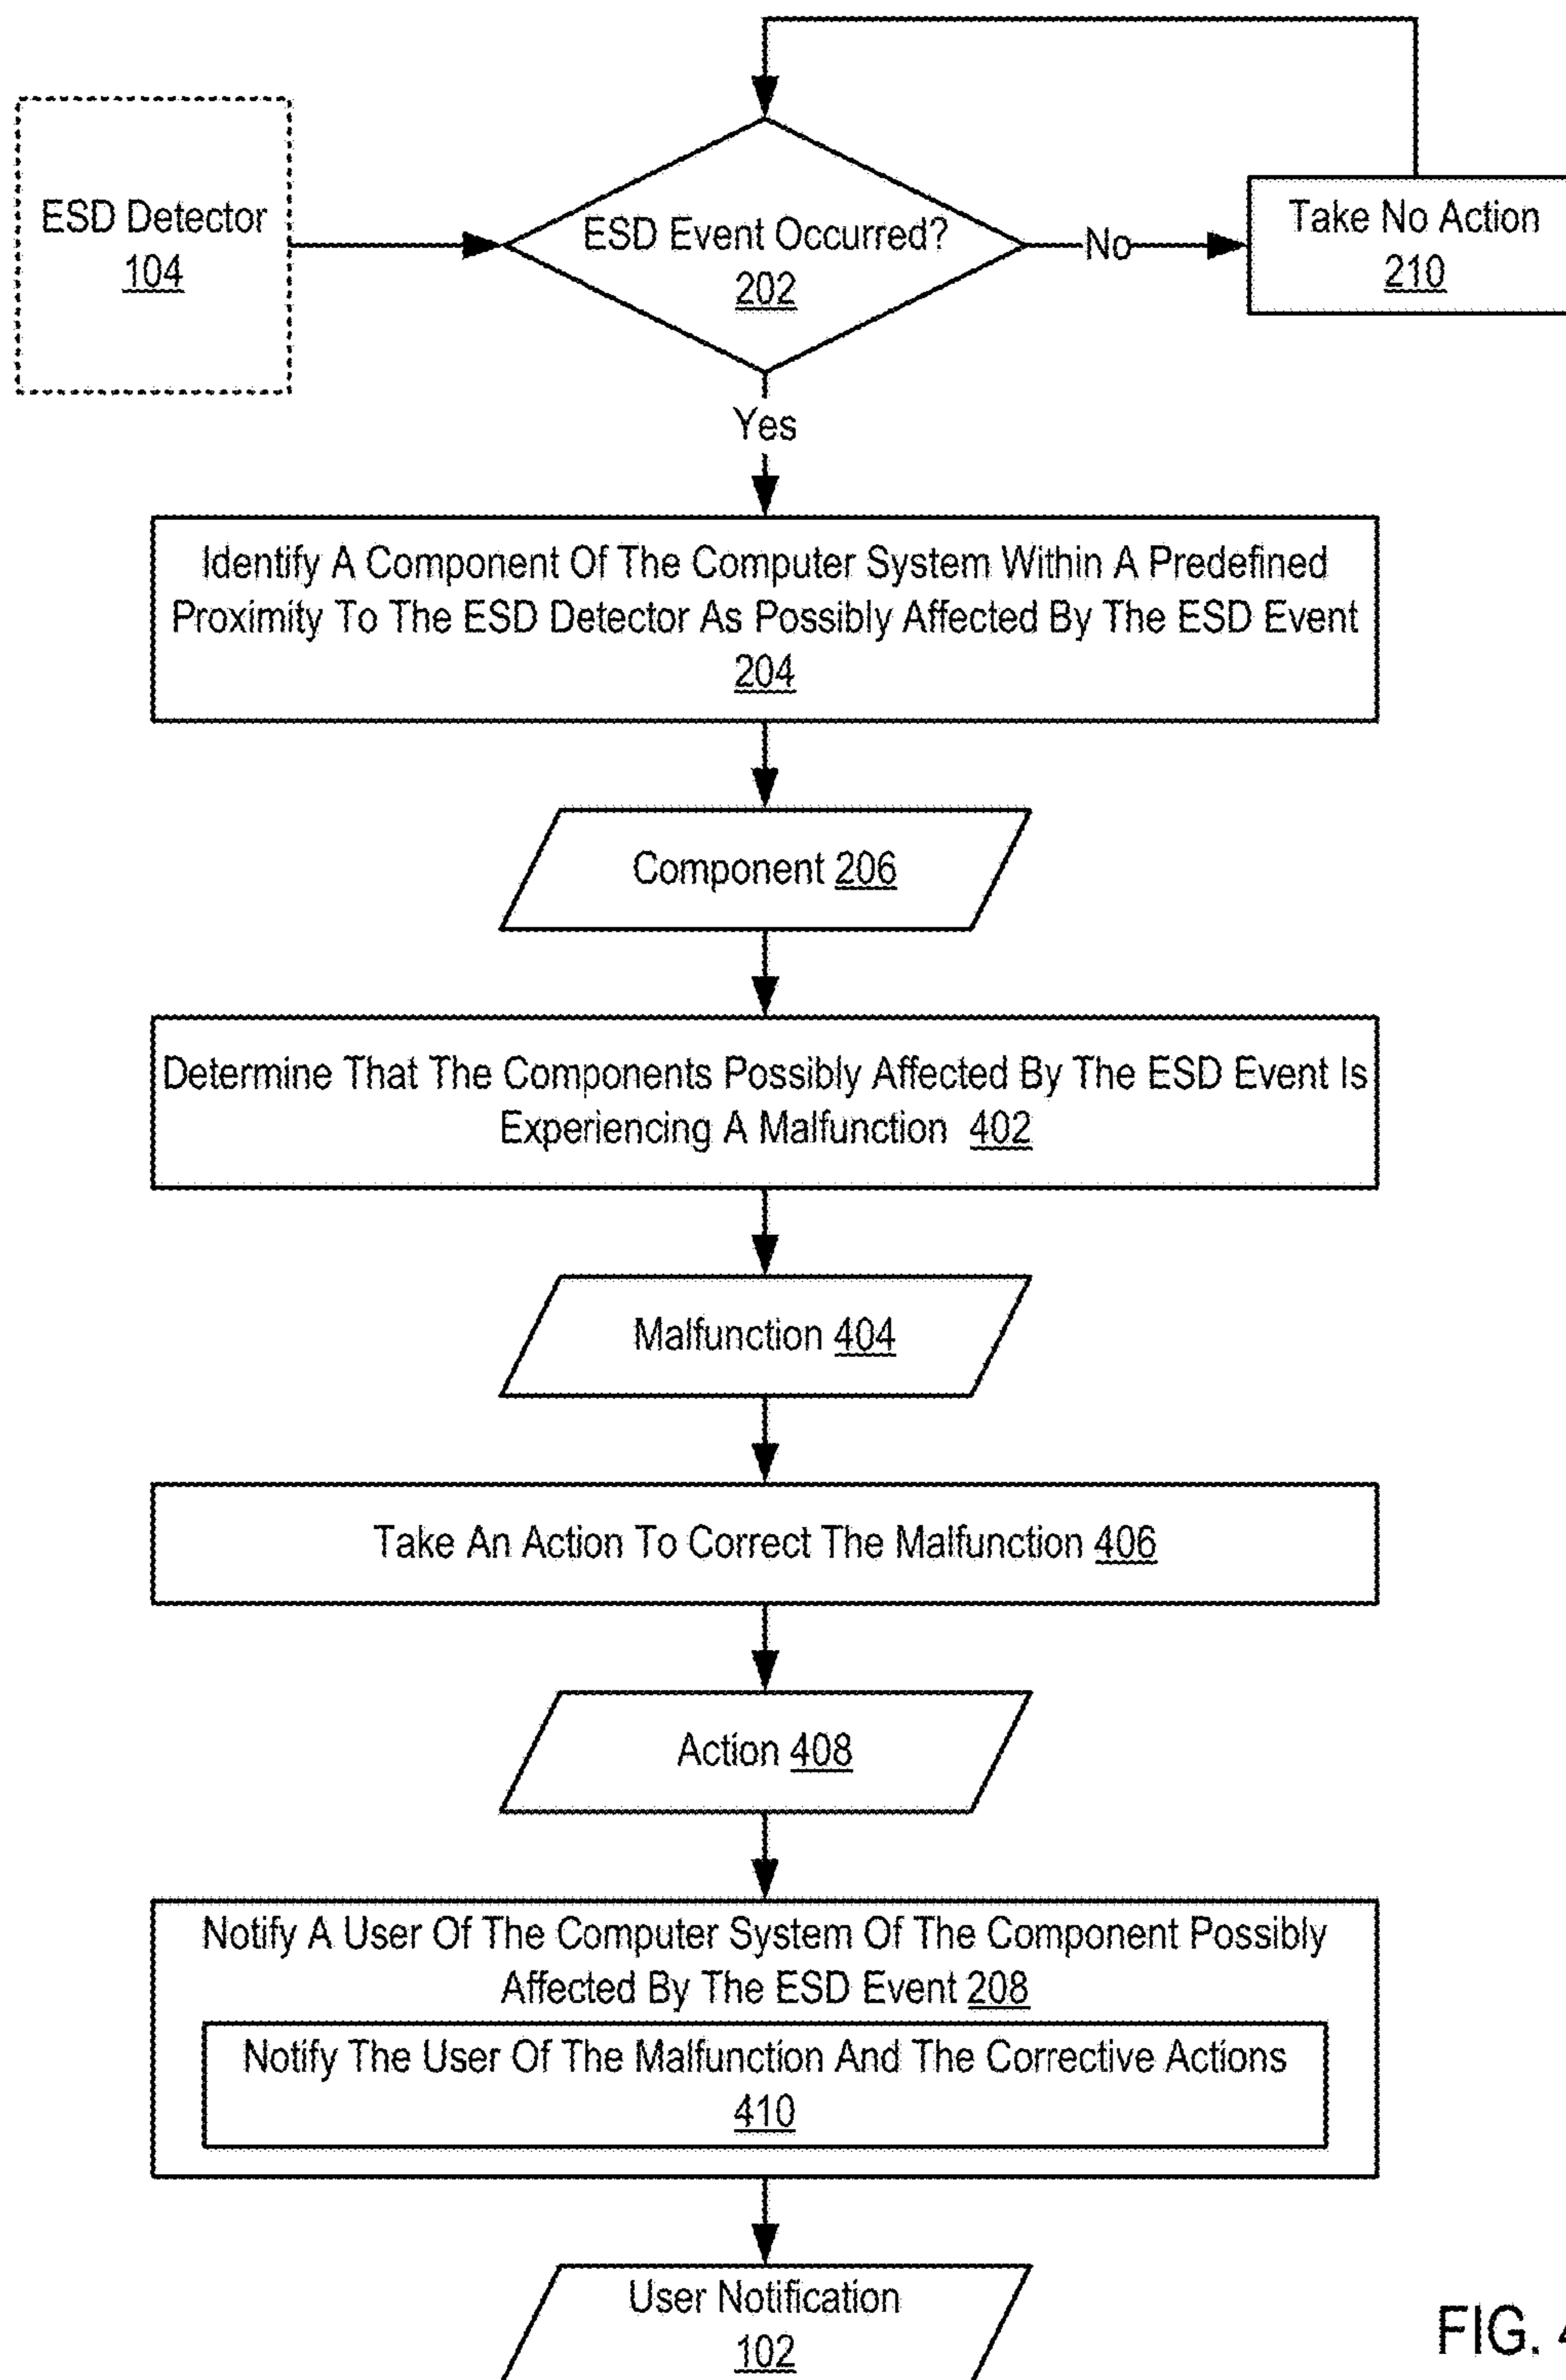 ESD Detector
104
ESD Event Occurred?
202
No
Take No Action
210
Yes
Identify A Component Of The Computer System Within A Predefined
Proximity To The ESD Detector As Possibly Affected By The ESD Event
204
Component 206
Determine That The Components Possibly Affected By The ESD Event Is
Experiencing A Malfunction 402
Malfunction 404
Take An Action To Correct The Malfunction 406
Action 408
Notify A User Of The Computer System Of The Component Possibly
Affected By The ESD Event 208
Notify The User Of The Malfunction And The Corrective Actions
410
User Notification
102
FIG. 4